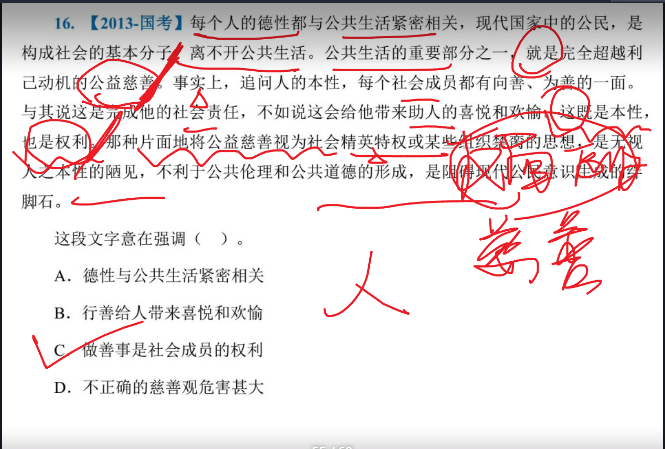 16. 【2013-国考】每个人的德性都与公共生活紧密相关，现代国家中的公民，是
构成社会的基本分子，离不开公共生活。公共生活的重要部分之一，就是完全超越利
己动机的公益慈善。事实上，追问人的本性，每个社会成员都有向善、为善的一面。
与其说这是完成他的社会责任，不如说这会给他带来助人的喜悦和欢愉，这既是本性，
也是权利。那种片面地将公益慈善视为社会精英特权或某些组织禁脔的思想，是无视
人之本性的陋见，不利于公共伦理和公共道德的形成，是阻碍现代公民意识生成的绊
脚石。
这段文字意在强调（ ）。
A．德性与公共生活紧密相关
B．行善给人带来喜悦和欢愉
C．做善事是社会成员的权利
D．不正确的慈善观危害甚大
人
善